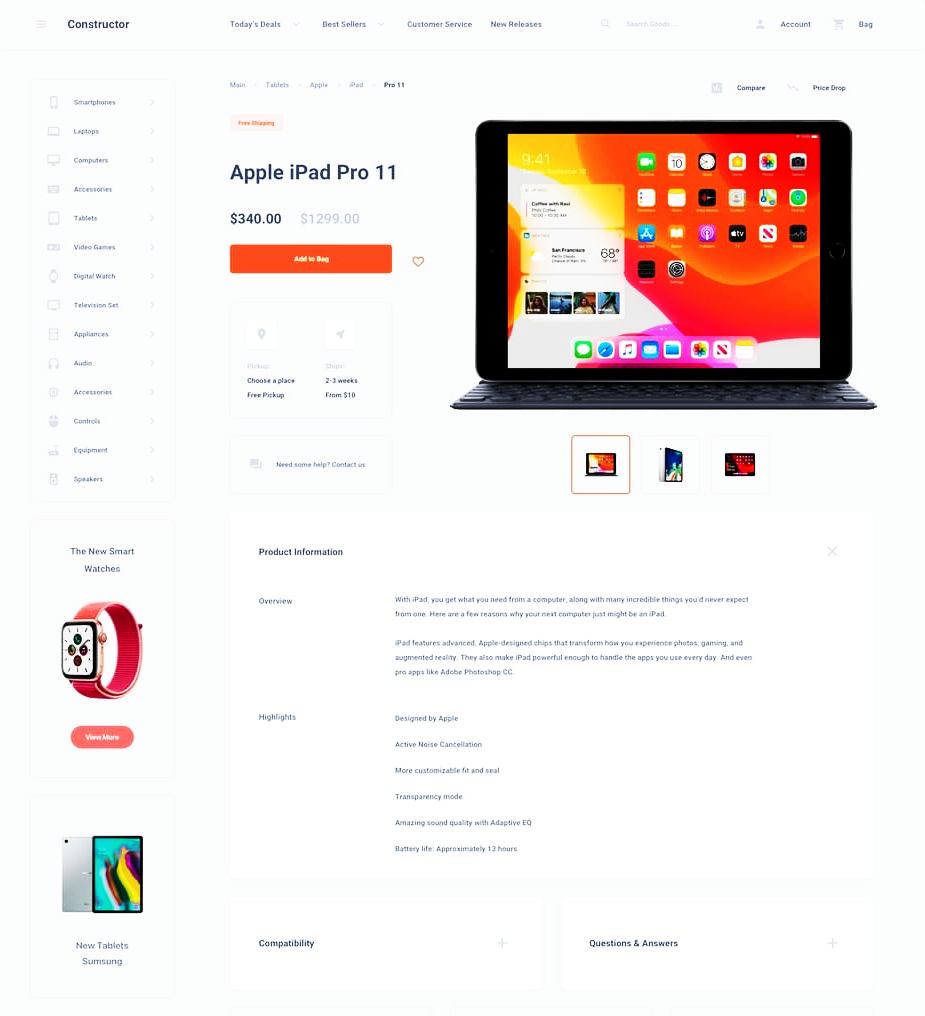 Constructor
Today's Deals
Best Sellers
Customer Service
New Releases
Search Goods ...
Account
Bag
Smartphones
Laptops
Computers
Accessories
Tablets
Video Games
Digital Watch
Television Set
Appliances
Audio
Accessories
Controls
Equipment
Speakers
The New Smart
Watches
View More
New Tablets
Sumsung
Main
Tablets
Apple
iPad
Pro 11
Compare
Price Drop
Free Shipping
Apple iPad Pro 11
$340.00 $1299.00
Add to Bag
Pickup:
Choose a place
Free Pickup
Ships:
2-3 weeks
From $10
Need some help? Contact us
9:41
Coffee with Ravi
Philz Coffee
10:00 - 10:30 AM
San Francisco
68°
10
tv
Product Information
Overview
With iPad, you get what you need from a computer, along with many incredible things you'd never expect
from one. Here are a few reasons why your next computer just might be an iPad.
iPad features advanced, Apple-designed chips that transform how you experience photos, gaming, and
augmented reality. They also make iPad powerful enough to handle the apps you use every day. And even
pro apps like Adobe Photoshop CC.
Highlights
Designed by Apple
Active Noise Cancellation
More customizable fit and seal
Transparency mode
Amazing sound quality with Adaptive EQ
Battery life: Approximately 13 hours
Compatibility
Questions & Answers